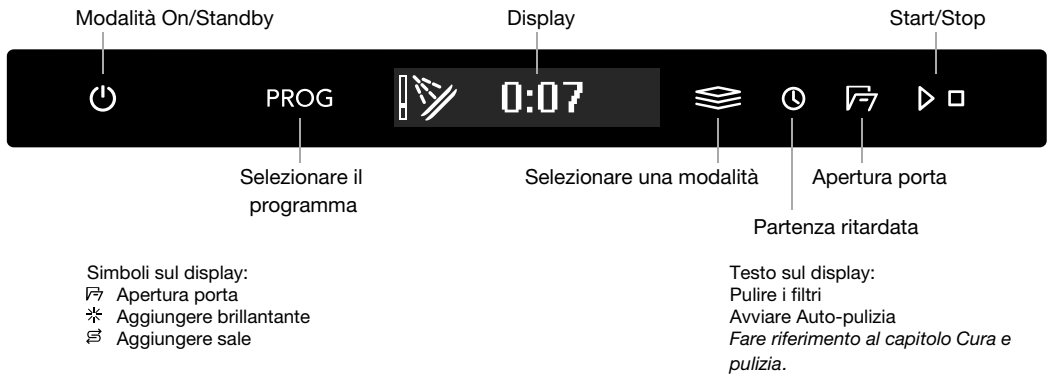 Modalità On/Standby
Display
Start/Stop
PROG
0:07
Selezionare il
programma
Selezionare una modalità
Apertura porta
Partenza ritardata
Simboli sul display:
Apertura porta
Aggiungere brillantante
Aggiungere sale
Testo sul display:
Pulire i filtri
Avviare Auto-pulizia
Fare riferimento al capitolo Cura e
pulizia.